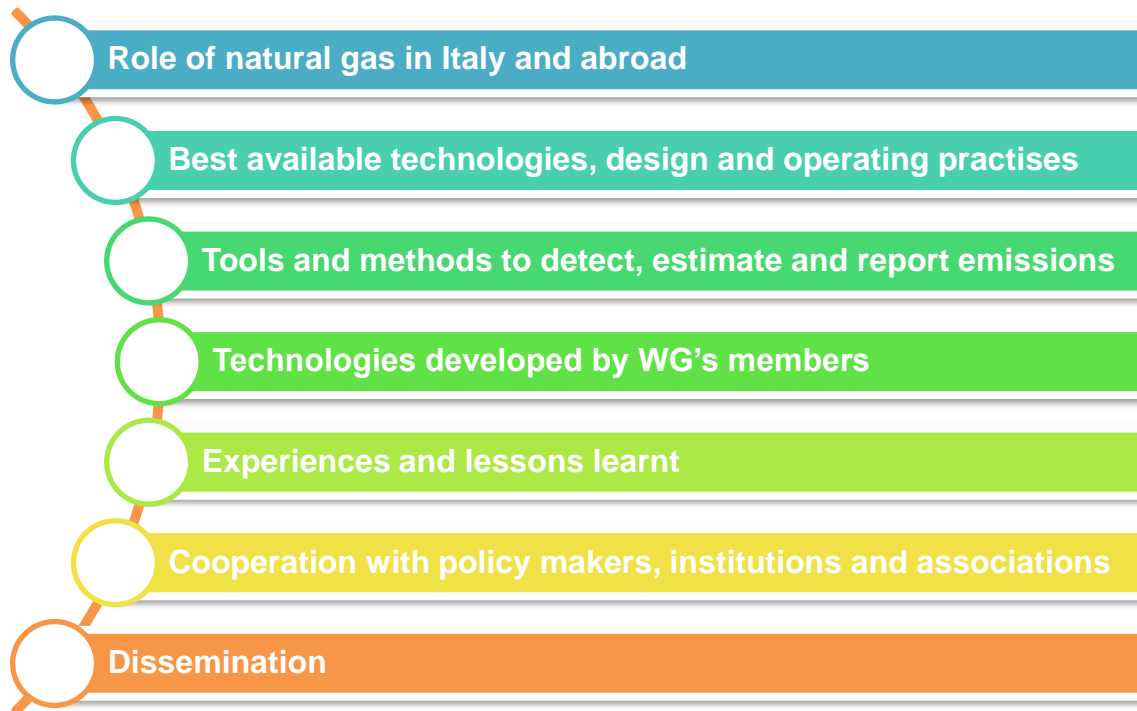 Role of natural gas in Italy and abroad
Best available technologies, design and operating practises
Tools and methods to detect, estimate and report emissions
Technologies developed by WG’s members
Experiences and lessons learnt
Cooperation with policy makers, institutions and associations
Dissemination